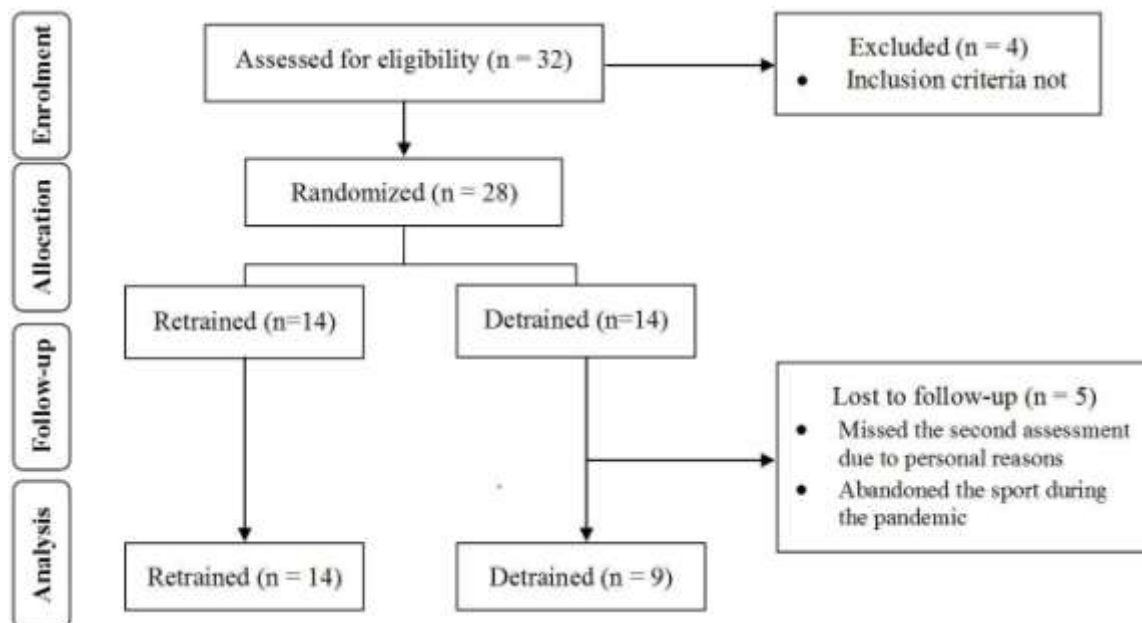 Enrolment
Assessed for eligibility (n = 32)
Excluded (n = 4)
● Inclusion criteria not
Allocation
Randomized (n = 28)
Retrained (n=14)
Detrained (n=14)
Follow-up
Lost to follow-up (n = 5)
● Missed the second assessment
due to personal reasons
● Abandoned the sport during
the pandemic
Analysis
Retrained (n = 14)
Detrained (n = 9)